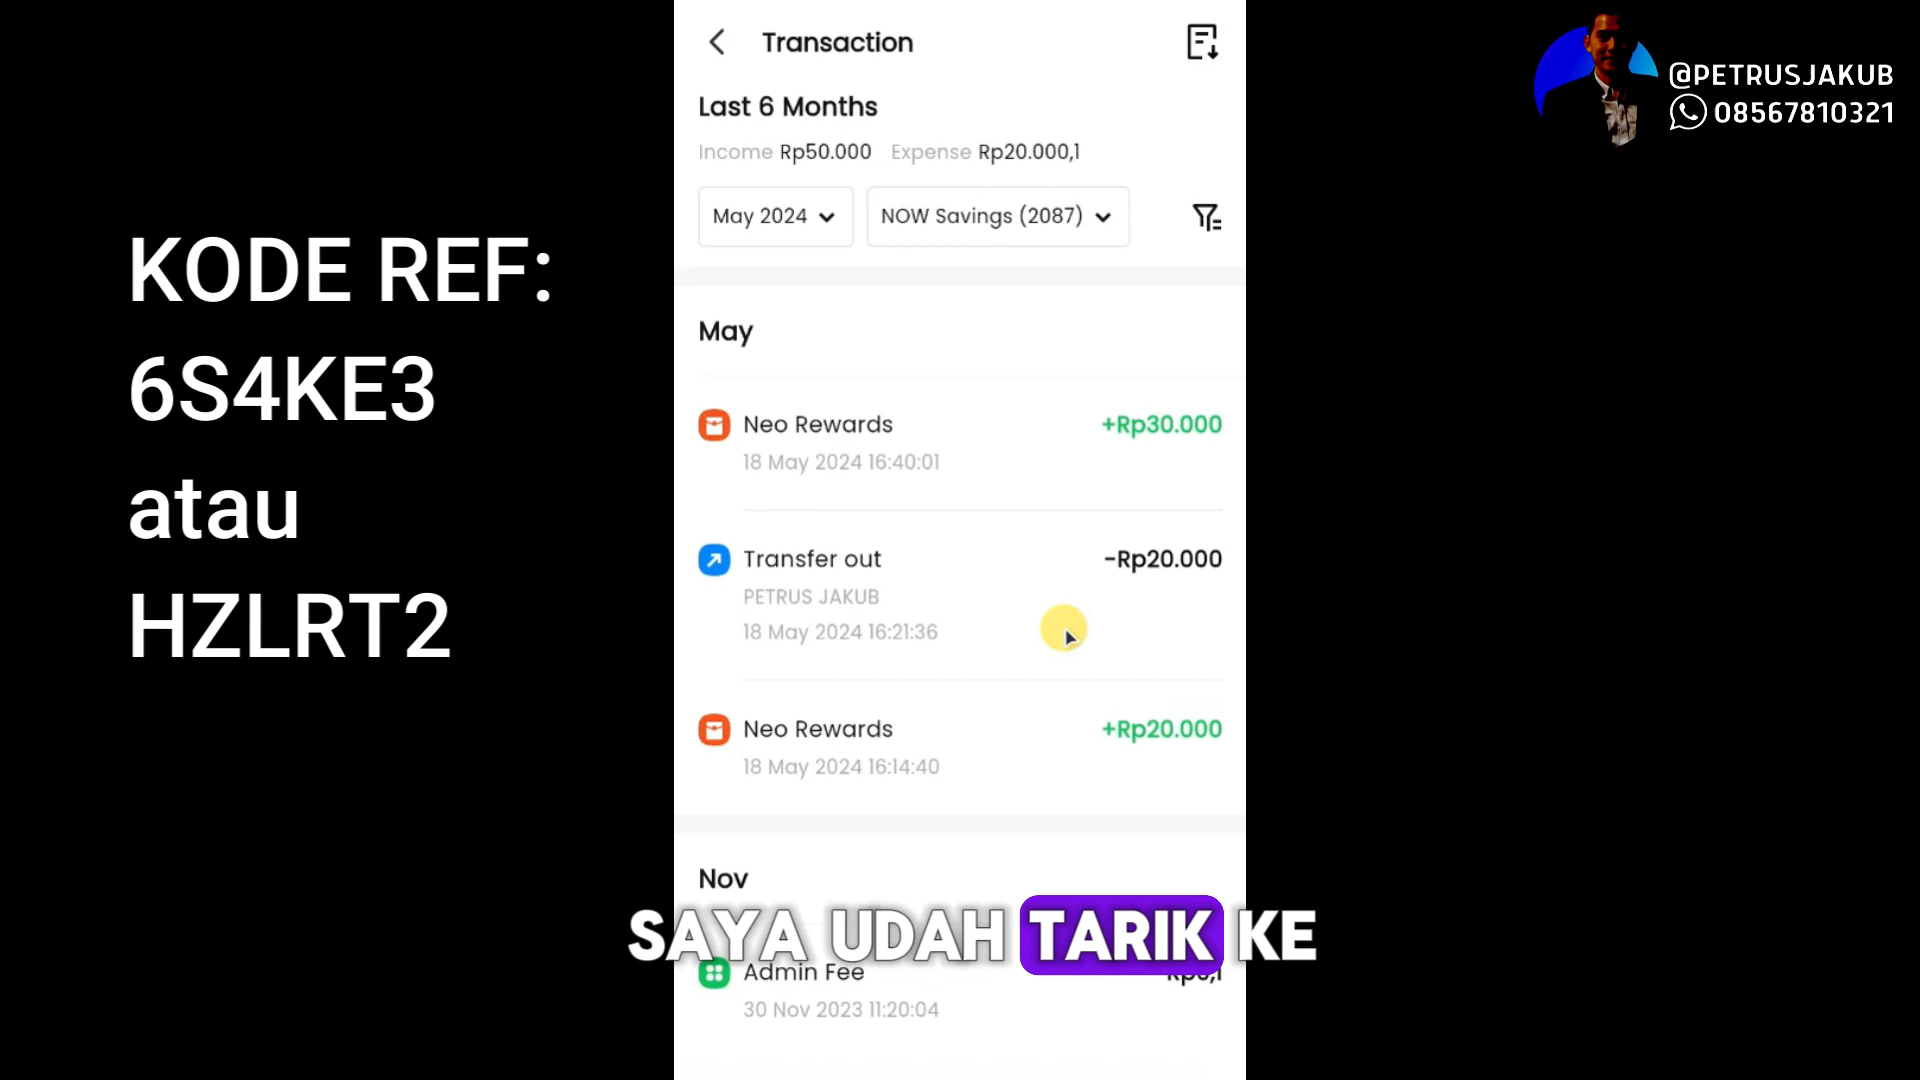 @PETRUSJAKUB
08567810321
KODE REF:
6S4KE3
atau
HZLRT2
Transaction
Last 6 Months
Income Rp50.000 Expense Rp20.000,1
May 2024 NOW Savings (2087)
May
Neo Rewards +Rp30.000
18 May 2024 16:40:01
Transfer out -Rp20.000
PETRUS JAKUB
18 May 2024 16:21:36
Neo Rewards +Rp20.000
18 May 2024 16:14:40
Nov
SAYA UDAH TARIK KE
Admin Fee
30 Nov 2023 11:20:04